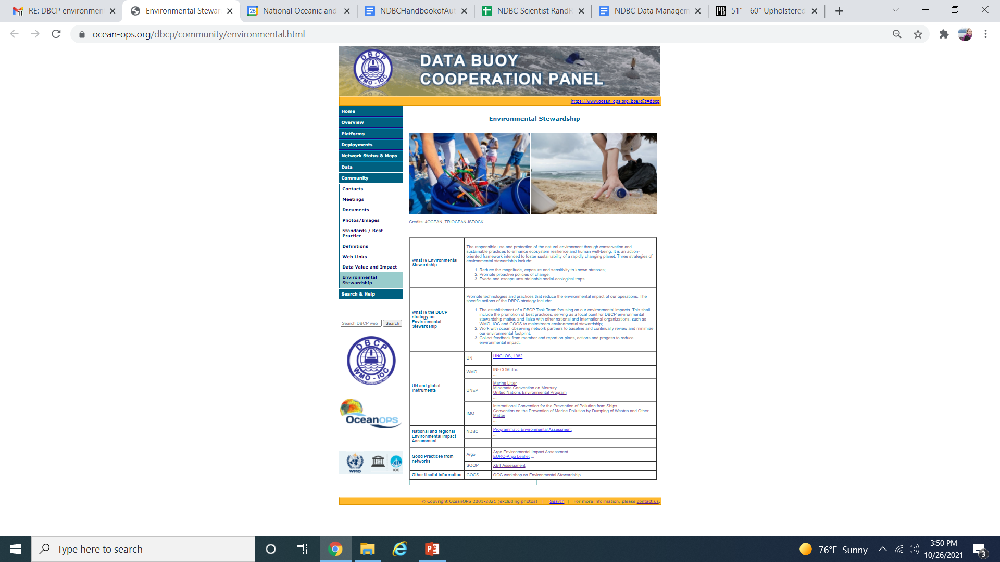 RE: DBCP environmen
Environmental Stewar
National Oceanic and
NDBCHandbookofAut
NDBC Scientist RandR
NDBC Data Managem
51" - 60" Upholstered
ocean-ops.org/dbcp/community/environmental.html
DBCP
WMO-IOC
DATA BUOY
COOPERATION PANEL
https://www.ocean-ops.org/board?t=dbcp
Home
Overview
Platforms
Deployments
Network Status & Maps
Data
Community
Contacts
Meetings
Documents
Photos/Images
Standards / Best
Practice
Definitions
Web Links
Data Value and Impact
Environmental
Stewardship
Search & Help
Search DBCP web
Search
DBCP
WMO-IOC
DATA BUOY COOPERATION PANEL
OceanOPS
WMO
IOC
Environmental Stewardship
Credits: 4OCEAN, TRIOCEAN-ISTOCK
What is Environmental
Stewardship
The responsible use and protection of the natural environment through conservation and
sustainable practices to enhance ecosystem resilience and human well-being. It is an action-
oriented framework intended to foster sustainability of a rapidly changing planet. Three strategies of
environmental stewardship include:
1. Reduce the magnitude, exposure and sensitivity to known stresses;
2. Promote proactive policies of change;
3. Evade and escape unsustainable social-ecological traps
What is the DBCP
strategy on
Environmental
Stewardship
Promote technologies and practices that reduce the environmental impact of our operations. The
specific actions of the DBPC strategy include:
1. The establishment of a DBCP Task Team focusing on our environmental impacts. This shall
include the promotion of best practices, serving as a focal point for DBCP environmental
stewardship matter, and liaise with other national and international organizations, such as
WMO, IOC and GOOS to mainstream environmental stewardship;
2. Work with ocean observing network partners to baseline and continually review and minimize
our environmental footprint.
3. Collect feedback from member and report on plans, actions and progess to reduce
environmental impact.
UN and global
instruments
UN
UNCLOS, 1982
...
WMO
INFCOM doc
...
UNEP
Marine Litter
Minamata Convention on Mercury
United Nations Environmental Program
...
IMO
International Convention for the Prevention of Pollution from Ships
Convention on the Prevention of Marine Pollution by Dumping of Wastes and Other
Matter
...
National and regional
Environmental Impact
Assessment
NDBC
Programmatic Environmental Assessment
...
...
Good Practices from
networks
Argo
Argo Environmental Impact Assessment
EURO-Argo Leaflet ...
SOOP
XBT Assessment
Other Useful Information
GOOS
OCG workshop on Environmental Stewardship
© Copyright OceanOPS 2001-2021 (excluding photos) | Search | For more information, please contact us.
Type here to search
76°F Sunny
3:50 PM
10/26/2021
3